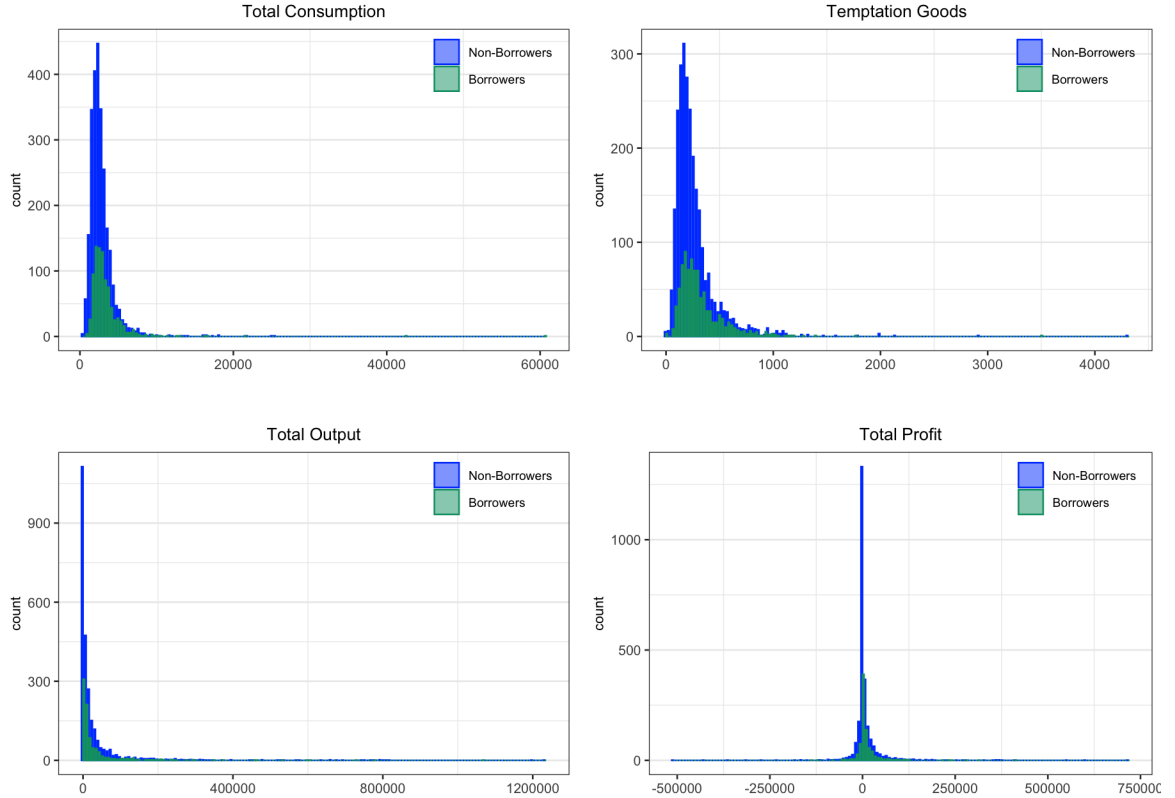 Total Consumption
count
400
300
200
100
0
0 20000 40000 60000
Non-Borrowers
Borrowers
Temptation Goods
count
300
200
100
0
0 1000 2000 3000 4000
Non-Borrowers
Borrowers
Total Output
count
900
600
300
0
0 400000 800000 1200000
Non-Borrowers
Borrowers
Total Profit
count
1000
500
0
-500000 -250000 0 250000 500000 750000
Non-Borrowers
Borrowers